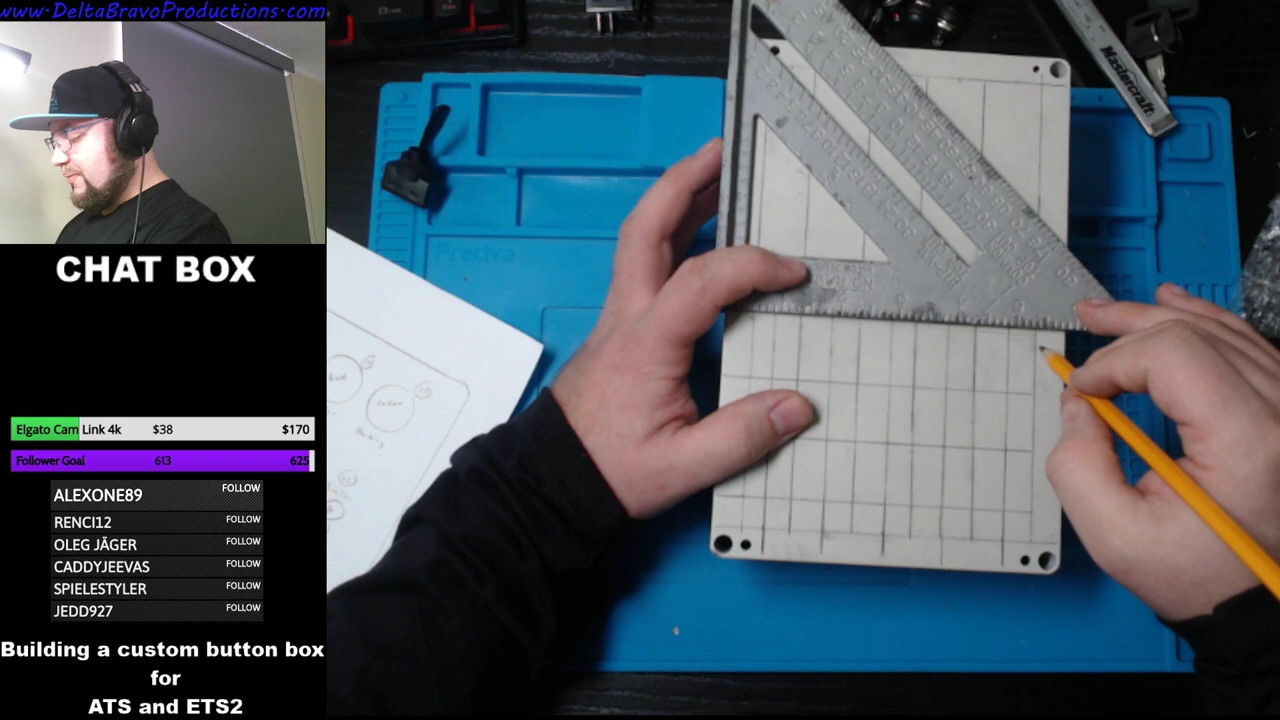 www.DeltaBravoProductions.com
CHAT BOX
Elgato Cam Link 4k $38 $170
Follower Goal 613 625
ALEXONE89 FOLLOW
RENCI12 FOLLOW
OLEG JÄGER FOLLOW
CADDYJEEVAS FOLLOW
SPIELESTYLER FOLLOW
JEDD927 FOLLOW
Building a custom button box
for
ATS and ETS2
Mastercraft
Preciva